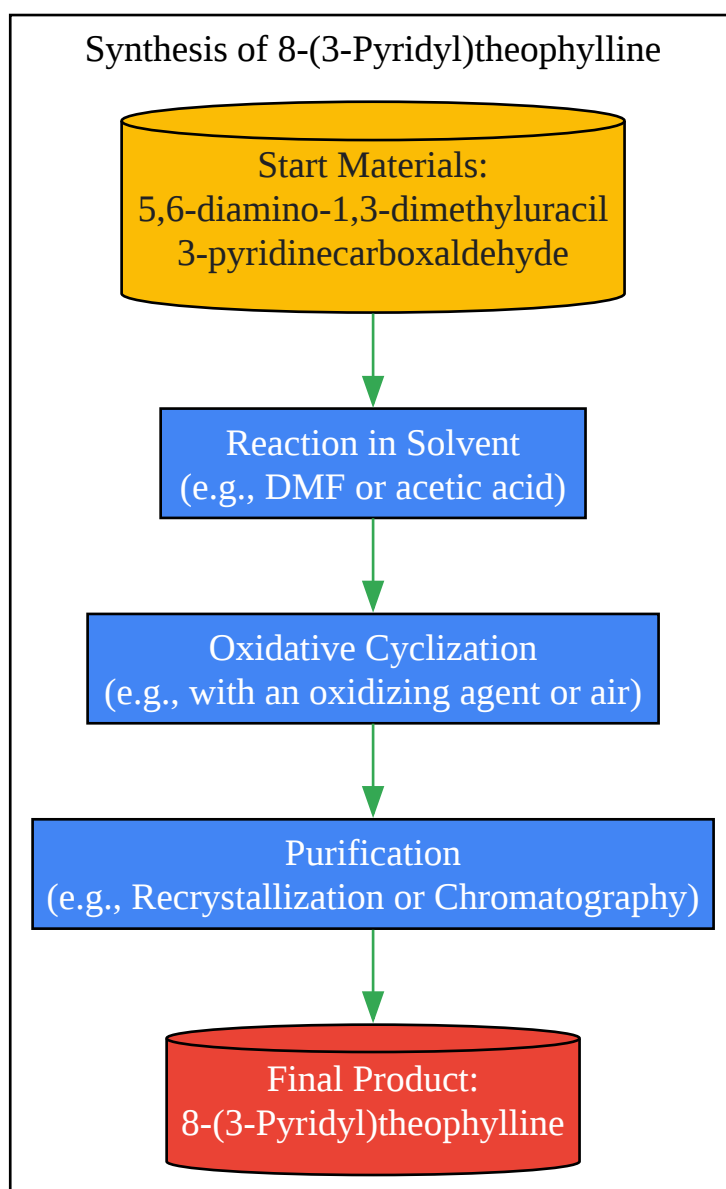 Synthesis of 8-(3-Pyridyl)theophylline
Start Materials:
5,6-diamino-1,3-dimethyluracil
3-pyridinecarboxaldehyde
Reaction in Solvent
(e.g., DMF or acetic acid)
Oxidative Cyclization
(e.g., with an oxidizing agent or air)
Purification
(e.g., Recrystallization or Chromatography)
Final Product:
8-(3-Pyridyl)theophylline